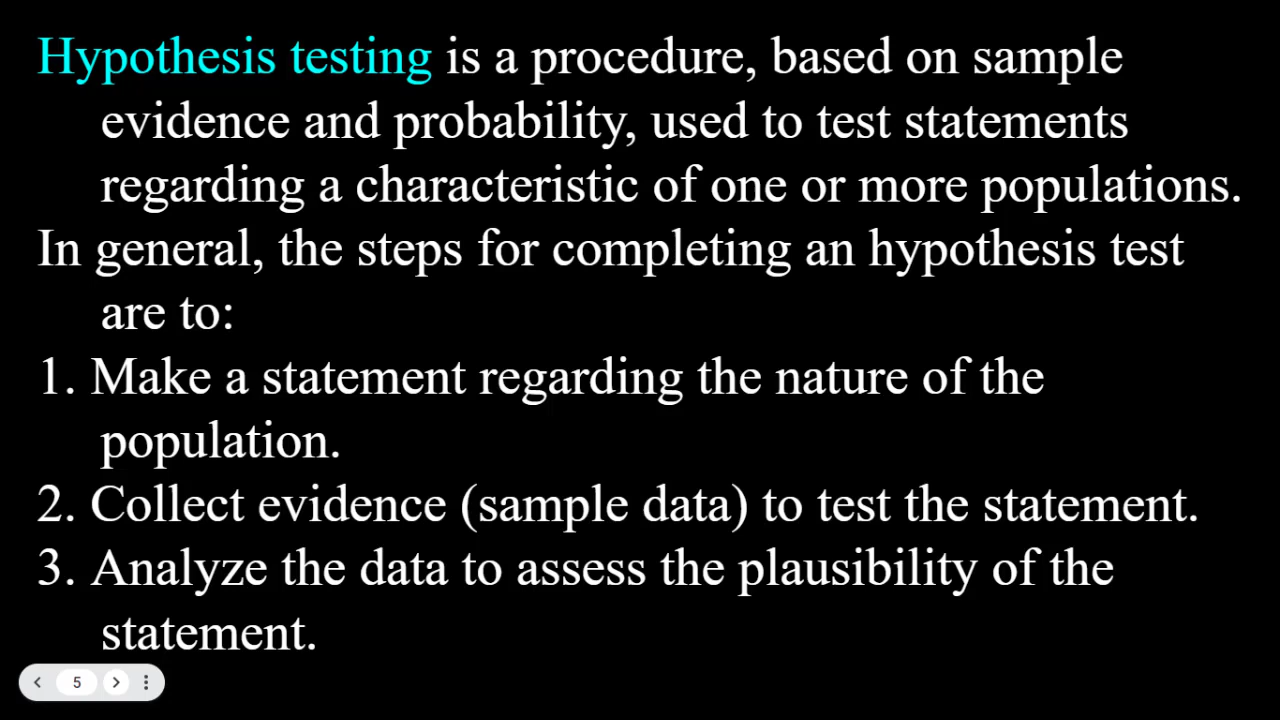 Hypothesis testing is a procedure, based on sample
evidence and probability, used to test statements
regarding a characteristic of one or more populations.
In general, the steps for completing an hypothesis test
are to:
1. Make a statement regarding the nature of the
population.
2. Collect evidence (sample data) to test the statement.
3. Analyze the data to assess the plausibility of the
statement.
5